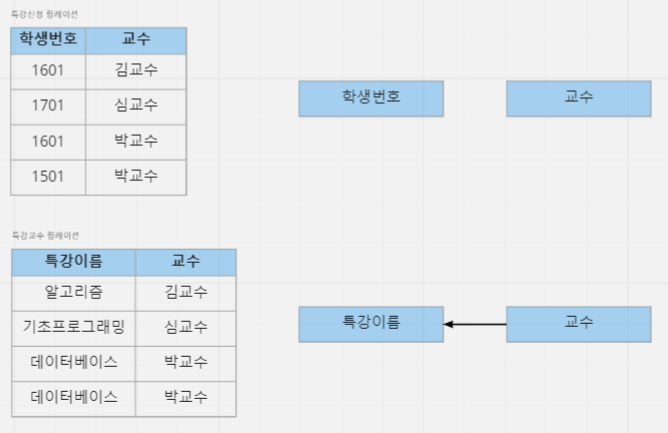 특강신청 릴레이션
학생번호 교수
1601 김교수
1701 심교수
1601 박교수
1501 박교수
학생번호 교수
특강교수 릴레이션
특강이름 교수
알고리즘 김교수
기초프로그래밍 심교수
데이터베이스 박교수
데이터베이스 박교수
특강이름 교수